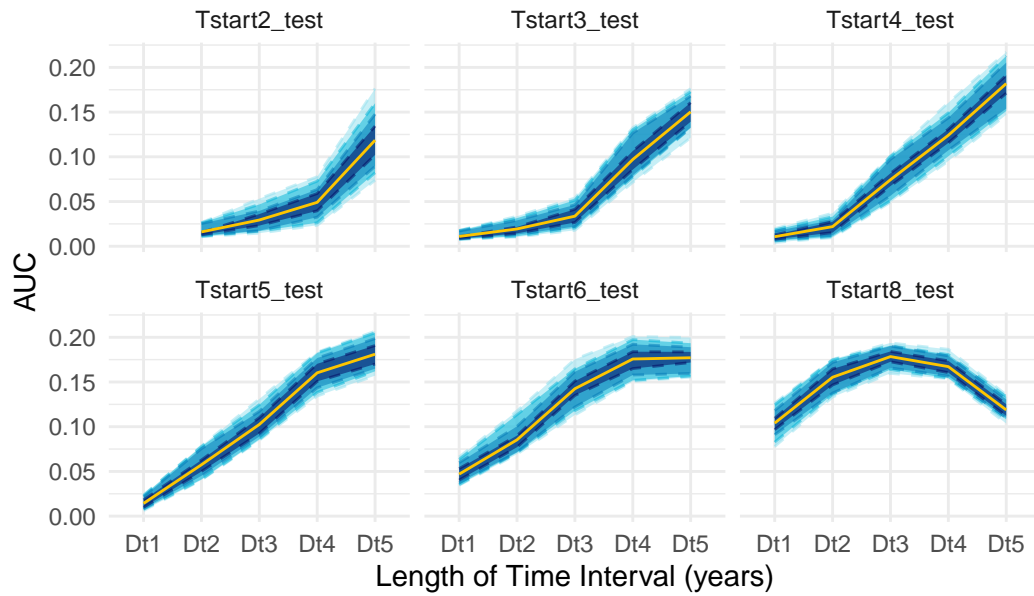 Tstart2_test Tstart3_test Tstart4_test
0.20
0.15
0.10
0.05
0.00
AUC
Tstart5_test Tstart6_test Tstart8_test
0.20
0.15
0.10
0.05
0.00
Dt1 Dt2 Dt3 Dt4 Dt5 Dt1 Dt2 Dt3 Dt4 Dt5 Dt1 Dt2 Dt3 Dt4 Dt5
Length of Time Interval (years)